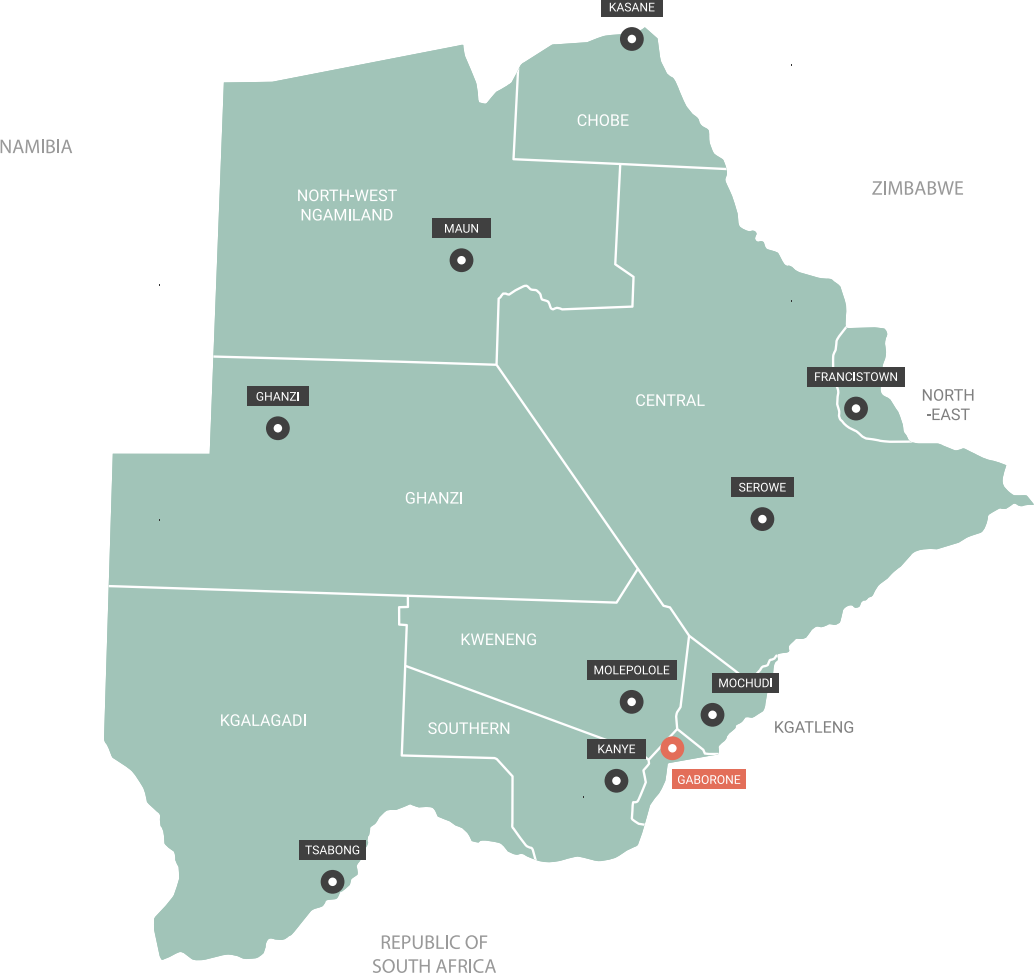 KASANE
CHOBE
NAMIBIA
ZIMBABWE
NORTH-WEST
NGAMILAND
MAUN
FRANCISTOWN
GHANZI
NORTH
-EAST
CENTRAL
SEROWE
GHANZI
KWENENG
MOLEPOLOLE
MOCHUDI
KGALAGADI
SOUTHERN
KGATLENG
KANYE
GABORONE
TSABONG
REPUBLIC OF
SOUTH AFRICA